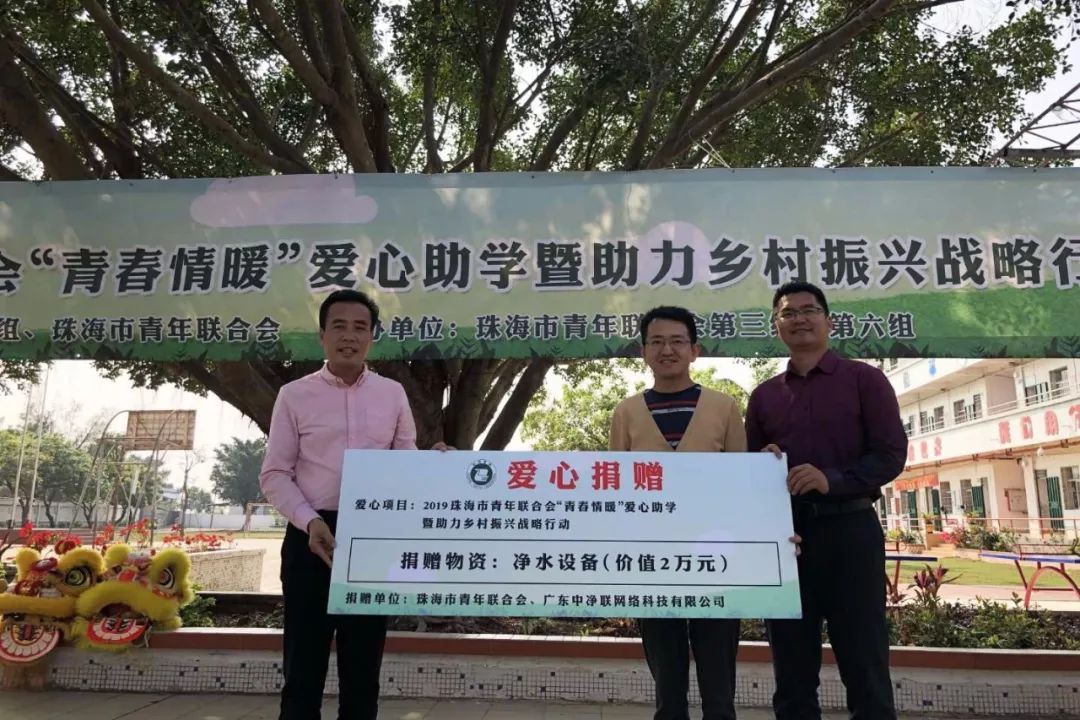 会“青春情暖”爱心助学暨助力乡村振兴战略行
组、珠海市青年联合会
办单位：珠海市青年联
会第三
第六组
爱心捐赠
爱心项目：2019珠海市青年联合会“青春情暖”爱心助学
暨助力乡村振兴战略行动
捐赠物资：净水设备（价值2万元）
捐赠单位：珠海市青年联合会、广东中净联网络科技有限公司